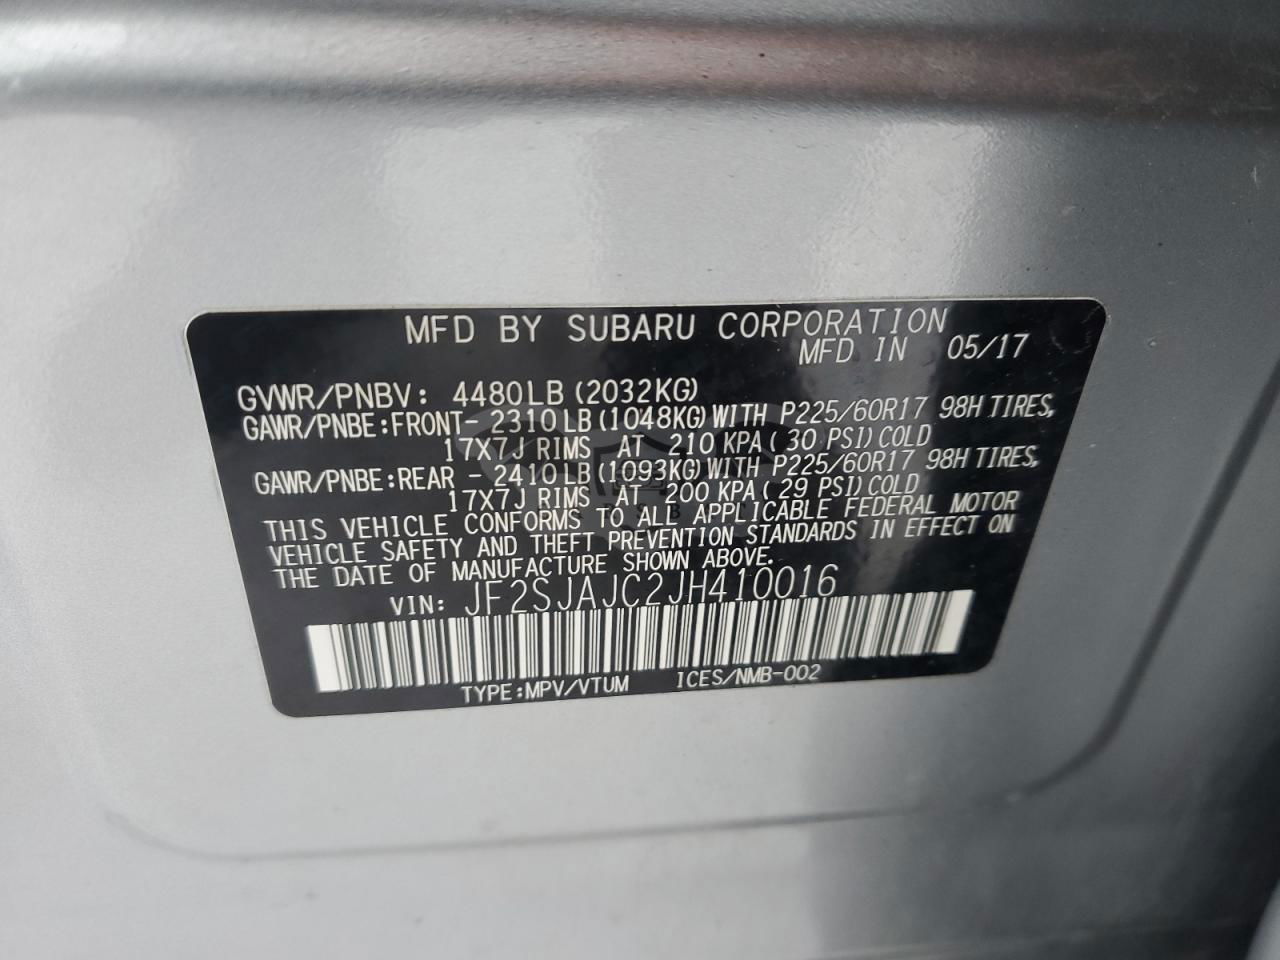 MFD BY SUBARU CORPORATION
MFD IN 05/17
GVWR/PNBV: 4480LB (2032KG)
GAWR/PNBE:FRONT- 2310LB (1048KG) WITH P225/60R17 98H TIRES,
17X7J RIMS AT 210 KPA ( 30 PSI) COLD
GAWR/PNBE:REAR - 2410LB (1093KG) WITH P225/60R17 98H TIRES,
17X7J RIMS AT 200 KPA ( 29 PSI) COLD
THIS VEHICLE CONFORMS TO ALL APPLICABLE FEDERAL MOTOR
VEHICLE SAFETY AND THEFT PREVENTION STANDARDS IN EFFECT ON
THE DATE OF MANUFACTURE SHOWN ABOVE.
VIN: JF2SJAJC2JH410016
TYPE:MPV/VTUM ICES/NMB-002